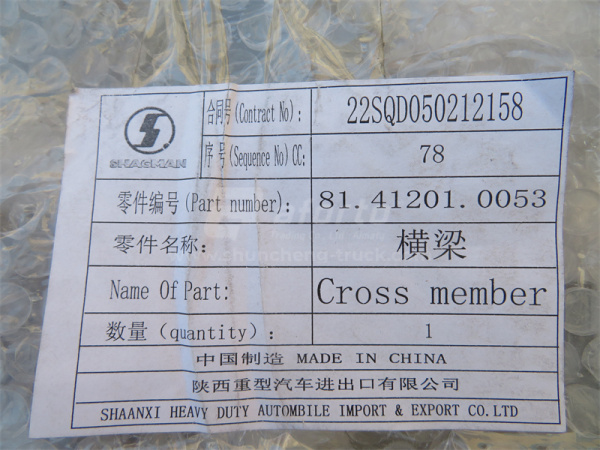 合同号(Contract No): 22SQD050212158
SHACMAN
序号(Sequence No)CC: 78
零件编号(Part number): 81.41201.0053
零件名称: 横梁
Name Of Part: Cross member
数量(quantity): 1
中国制造 MADE IN CHINA
陕西重型汽车进出口有限公司
SHAANXI HEAVY DUTY AUTOMBILE IMPORT & EXPORT CO.LTD